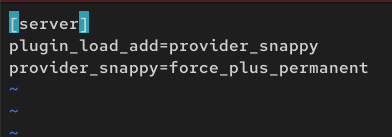 [server]
plugin_load_add=provider_snappy
provider_snappy=force_plus_permanent
~
~
~